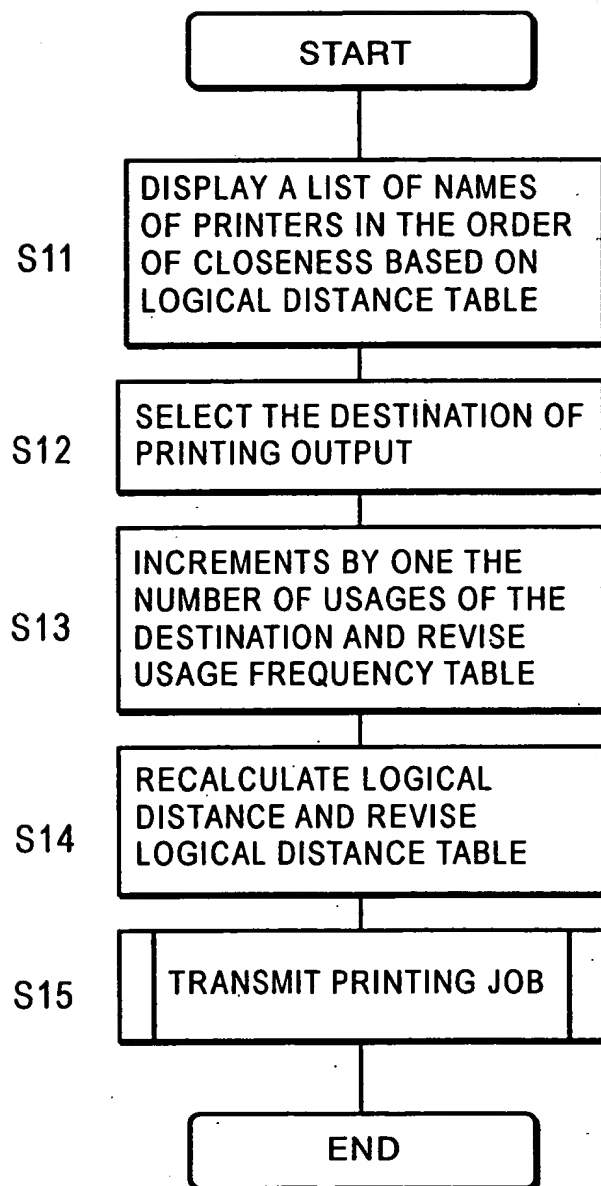 START
S11
DISPLAY A LIST OF NAMES
OF PRINTERS IN THE ORDER
OF CLOSENESS BASED ON
LOGICAL DISTANCE TABLE
S12
SELECT THE DESTINATION OF
PRINTING OUTPUT
S13
INCREMENTS BY ONE THE
NUMBER OF USAGES OF THE
DESTINATION AND REVISE
USAGE FREQUENCY TABLE
S14
RECALCULATE LOGICAL
DISTANCE AND REVISE
LOGICAL DISTANCE TABLE
S15
TRANSMIT PRINTING JOB
END